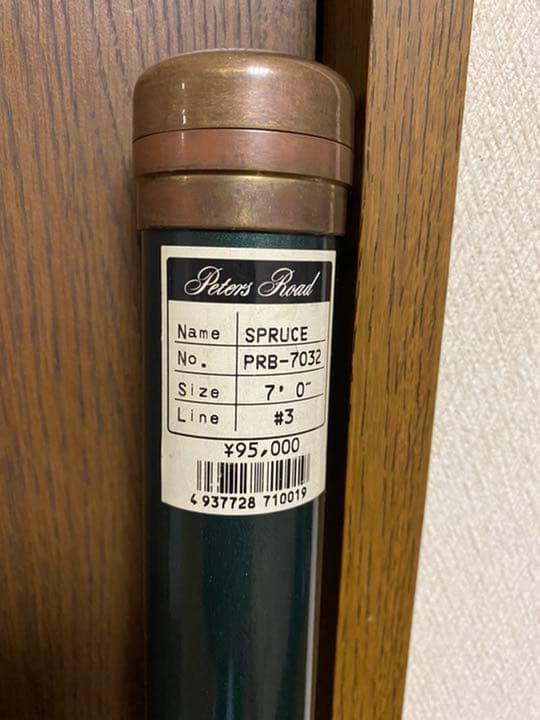 Peters Road
Name SPRUCE
No. PRB-7032
Size 7' 0"
Line #3
¥95,000
4 937728 710019